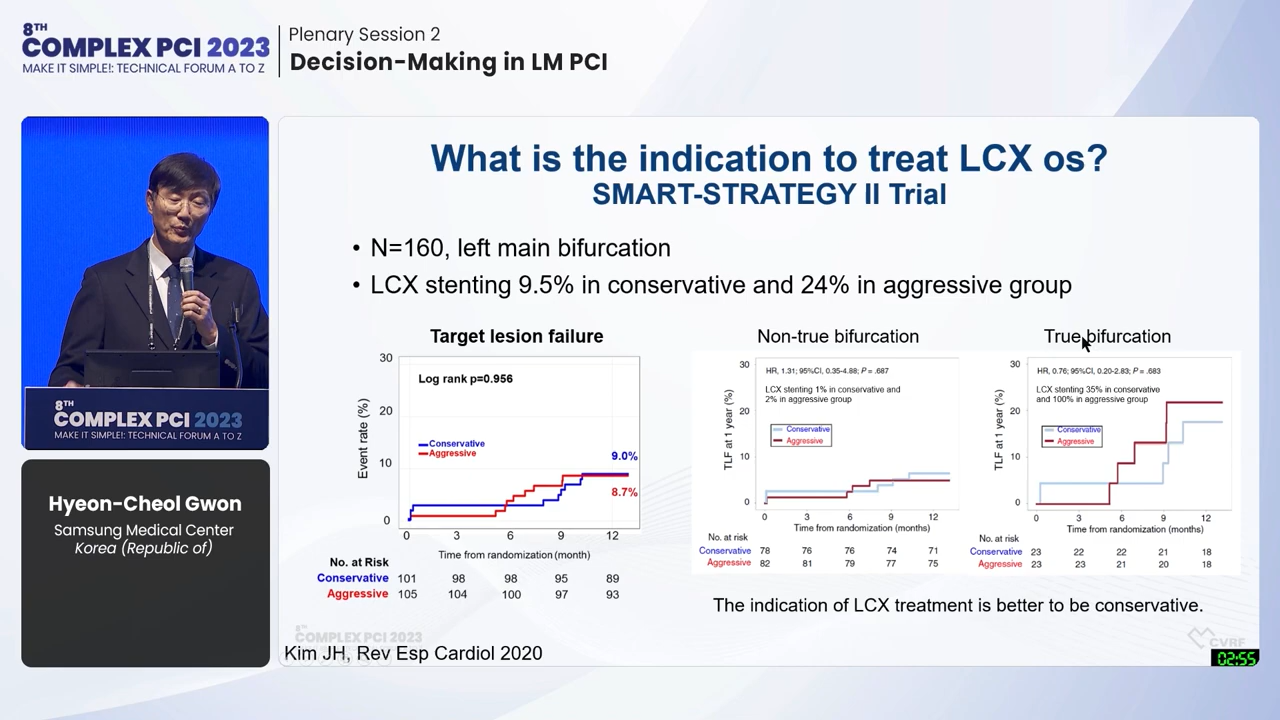 8TH
COMPLEX PCI 2023
MAKE IT SIMPLE!: TECHNICAL FORUM A TO Z
Plenary Session 2
Decision-Making in LM PCI
What is the indication to treat LCX os?
SMART-STRATEGY II Trial
• N=160, left main bifurcation
• LCX stenting 9.5% in conservative and 24% in aggressive group
Target lesion failure
Event rate (%)
30
20
10
0
Log rank p=0.956
Conservative
Aggressive
9.0%
8.7%
0 3 6 9 12
Time from randomization (month)
No. at Risk
Conservative 101 98 98 95 89
Aggressive 105 104 100 97 93
Non-true bifurcation
TLF at 1 year (%)
30
20
10
0
HR, 1.31; 95%CI, 0.35-4.88; P = .687
LCX stenting 1% in conservative and
2% in aggressive group
Conservative
Aggressive
0 3 6 9 12
Time from randomization (months)
No. at risk
Conservative 78 76 76 74 71
Aggressive 82 81 79 77 75
True bifurcation
TLF at 1 year (%)
30
20
10
0
HR, 0.76; 95%CI, 0.20-2.83; P = .683
LCX stenting 35% in conservative
and 100% in aggressive group
Conservative
Aggressive
0 3 6 9 12
Time from randomization (months)
No. at risk
Conservative 23 22 22 21 18
Aggressive 23 23 21 20 18
The indication of LCX treatment is better to be conservative.
8TH
COMPLEX PCI 2023
Kim JH, Rev Esp Cardiol 2020
CVRF
02:55
8TH
COMPLEX PCI 2023
MAKE IT SIMPLE!: TECHNICAL FORUM A TO Z
Hyeon-Cheol Gwon
Samsung Medical Center
Korea (Republic of)